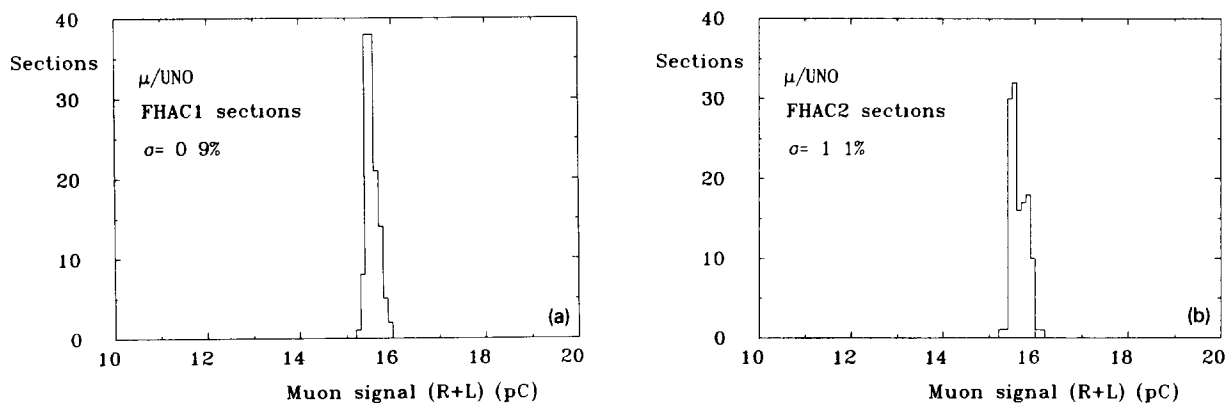 40
Sections
30
20
10
0
μ/UNO
FHAC1 sections
σ= 0 9%
(a)
10 12 14 16 18 20
Muon signal (R+L) (pC)
40
Sections
30
20
10
0
μ/UNO
FHAC2 sections
σ= 1 1%
(b)
10 12 14 16 18 20
Muon signal (R+L) (pC)